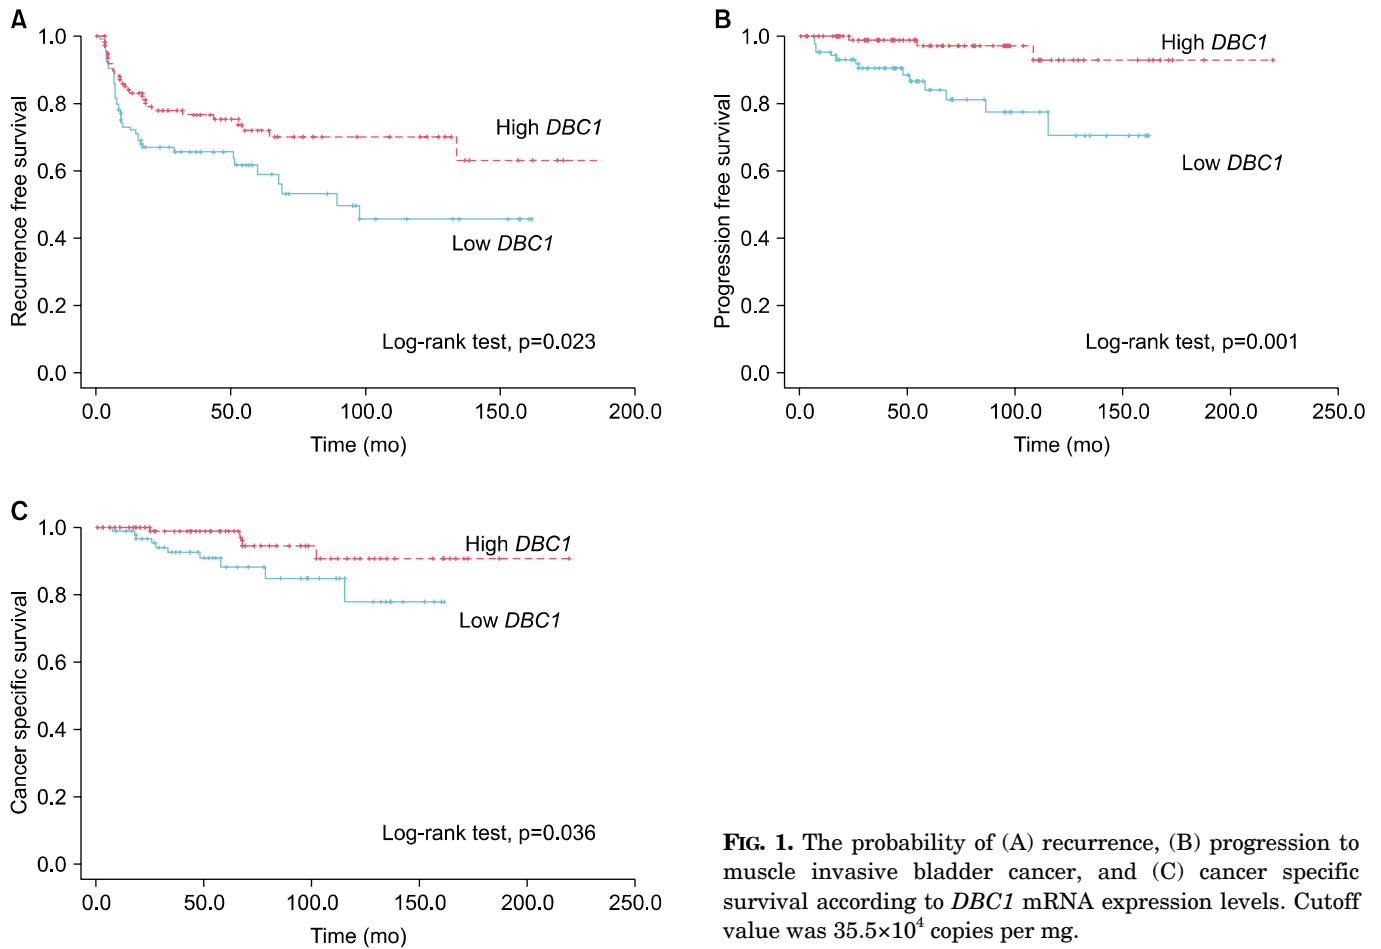 A
1.0
0.8
0.6
0.4
0.2
0.0
Recurrence free survival
High DBC1
Low DBC1
Log-rank test, p=0.023
0.0 50.0 100.0 150.0 200.0
Time (mo)
B
1.0
0.8
0.6
0.4
0.2
0.0
Progression free survival
High DBC1
Low DBC1
Log-rank test, p=0.001
0.0 50.0 100.0 150.0 200.0 250.0
Time (mo)
C
1.0
0.8
0.6
0.4
0.2
0.0
Cancer specific survival
High DBC1
Low DBC1
Log-rank test, p=0.036
0.0 50.0 100.0 150.0 200.0 250.0
Time (mo)
FIG. 1. The probability of (A) recurrence, (B) progression to
muscle invasive bladder cancer, and (C) cancer specific
survival according to DBC1 mRNA expression levels. Cutoff
value was 35.5×10⁴ copies per mg.